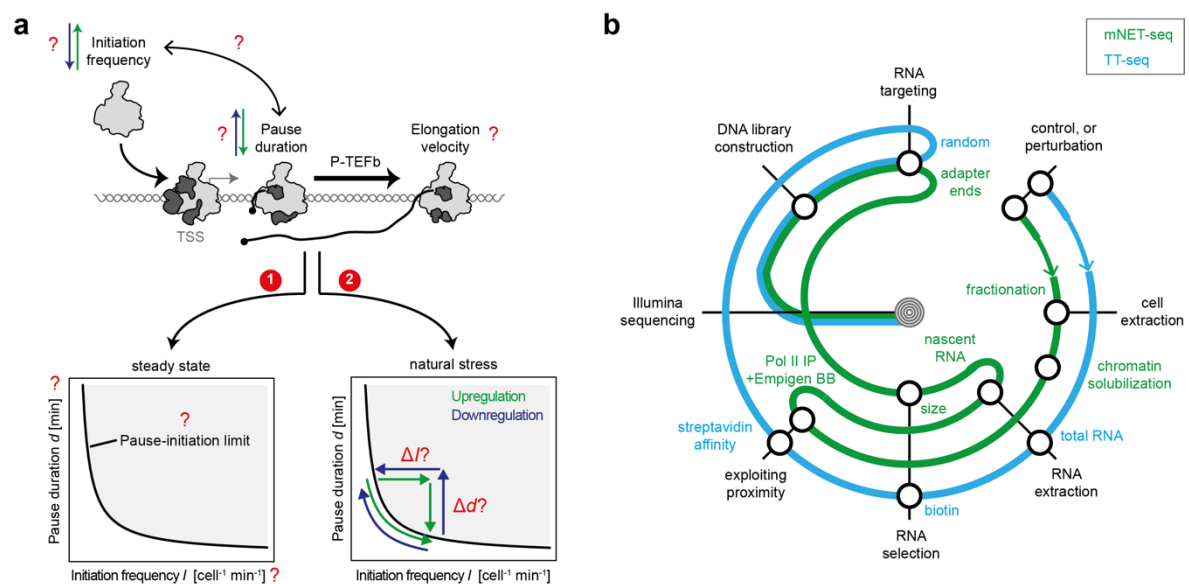 a
?
Initiation
frequency
?
?
Pause
duration
P-TEFb
Elongation
velocity
?
TSS
1
2
steady state
?
Pause duration d [min]
?
Pause-initiation limit
Initiation frequency I [cell⁻¹ min⁻¹] ?
natural stress
Pause duration d [min]
Upregulation
Downregulation
ΔI?
Δd?
Initiation frequency I [cell⁻¹ min⁻¹]
b
mNET-seq
TT-seq
RNA
targeting
DNA library
construction
random
adapter
ends
control, or
perturbation
Illumina
sequencing
fractionation
cell
extraction
nascent
RNA
Pol II IP
+Empigen BB
chromatin
solubilization
size
streptavidin
affinity
total RNA
exploiting
proximity
RNA
extraction
biotin
RNA
selection